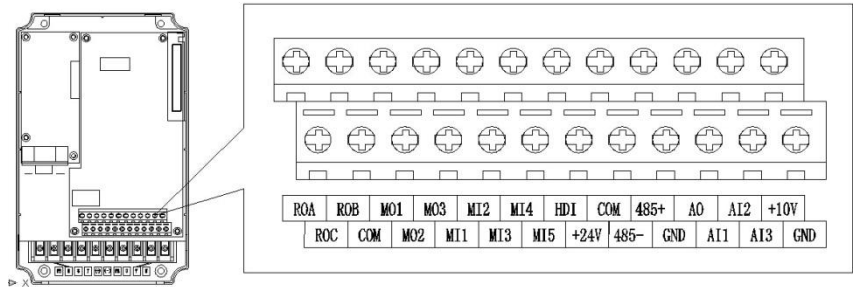 ROA ROB MO1 MO3 MI2 MI4 HDI COM 485+ AO AI2 +10V
ROC COM MO2 MI1 MI3 MI5 +24V 485- GND AI1 AI3 GND
X